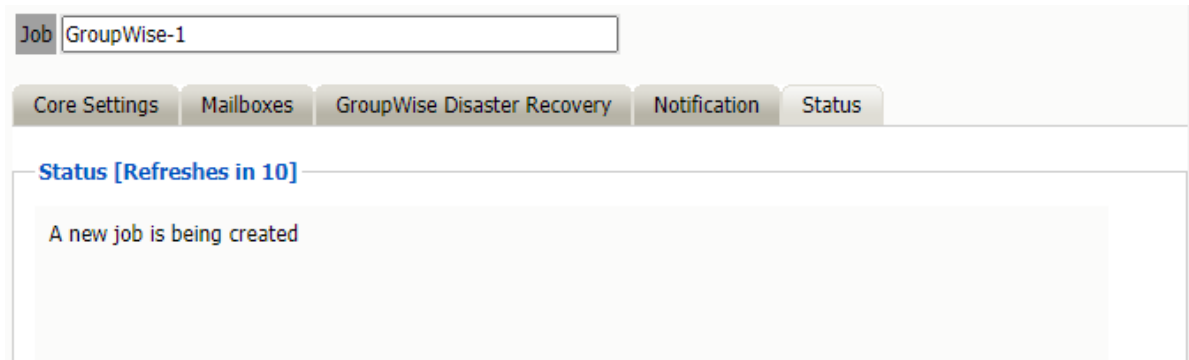 Job GroupWise-1
Core Settings Mailboxes GroupWise Disaster Recovery Notification Status
Status [Refreshes in 10]
A new job is being created